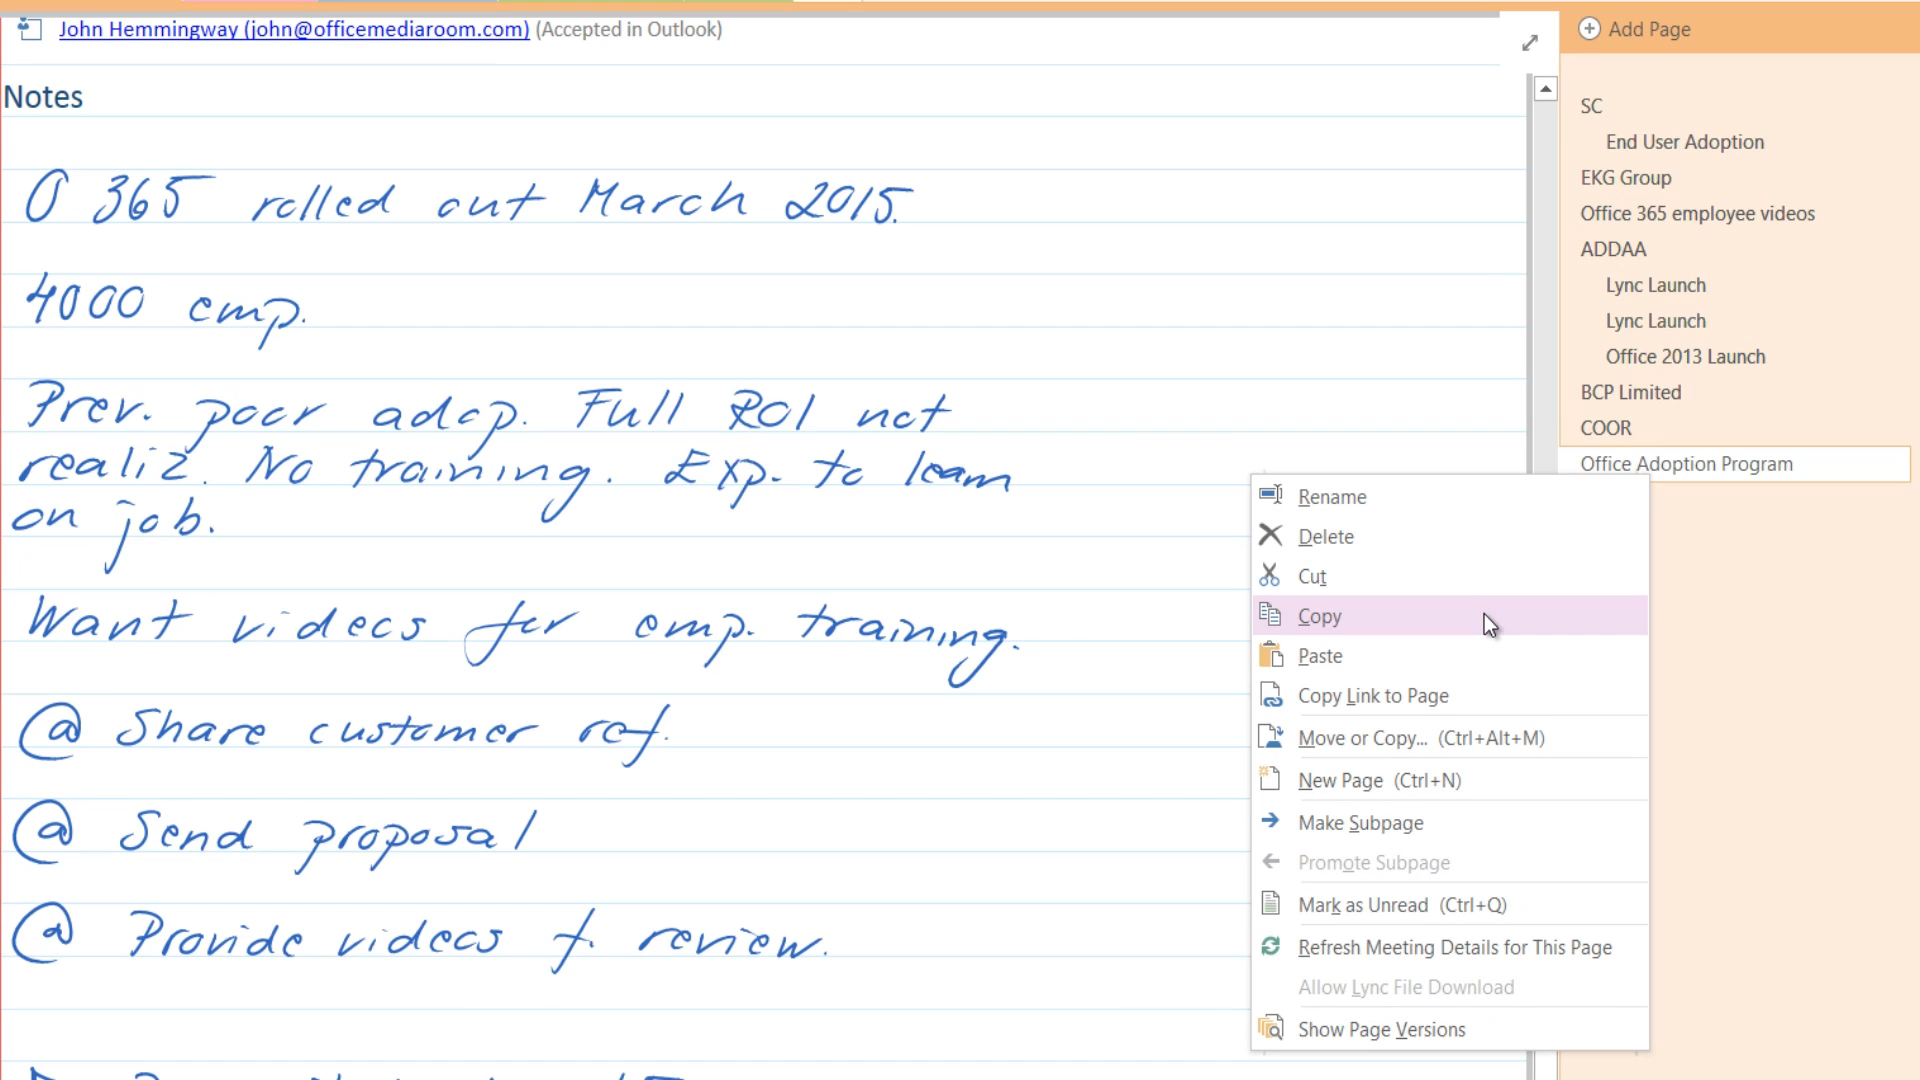 John Hemmingway (john@officemediaroom.com) (Accepted in Outlook)
Notes
O 365 rolled out March 2015.
4000 emp.
Prev. poor adop. Full ROI not
realiz. No training. Exp. to learn
on job.
Want videos for emp. training.
@ Share customer ref.
@ Send proposal
@ Provide videos f. review.
Add Page
SC
End User Adoption
EKG Group
Office 365 employee videos
ADDAA
Lync Launch
Lync Launch
Office 2013 Launch
BCP Limited
COOR
Office Adoption Program
Rename
Delete
Cut
Copy
Paste
Copy Link to Page
Move or Copy... (Ctrl+Alt+M)
New Page (Ctrl+N)
Make Subpage
Promote Subpage
Mark as Unread (Ctrl+Q)
Refresh Meeting Details for This Page
Allow Lync File Download
Show Page Versions